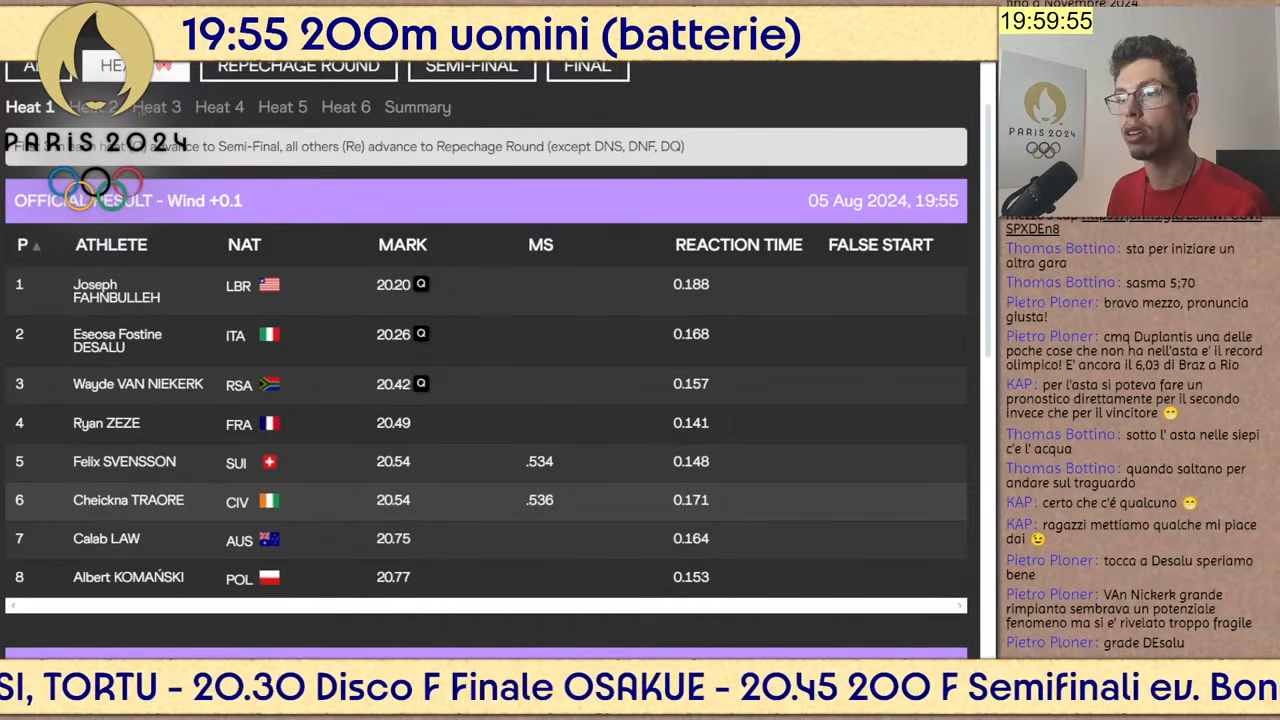 fino a Novembre 2024
19:55 200m uomini (batterie)
19:59:55
HEA
REPECHAGE ROUND
SEMI-FINAL
FINAL
Heat 1 Heat 2 Heat 3 Heat 4 Heat 5 Heat 6 Summary
PARIS 2024
PARIS 2024
advance to Semi-Final, all others (Re) advance to Repechage Round (except DNS, DNF, DQ)
OFFICIAL RESULT - Wind +0.1 05 Aug 2024, 19:55
P ATHLETE NAT MARK MS REACTION TIME FALSE START
1 Joseph FAHNBULLEH LBR 20.20 Q 0.188
2 Eseosa Fostine DESALU ITA 20.26 Q 0.168
3 Wayde VAN NIEKERK RSA 20.42 Q 0.157
4 Ryan ZEZE FRA 20.49 0.141
5 Felix SVENSSON SUI 20.54 .534 0.148
6 Cheickna TRAORE CIV 20.54 .536 0.171
7 Calab LAW AUS 20.75 0.164
8 Albert KOMAŃSKI POL 20.77 0.153
SPXDEn8
Thomas Bottino: sta per iniziare un
altra gara
Thomas Bottino: sasma 5;70
Pietro Ploner: bravo mezzo, pronuncia
giusta!
Pietro Ploner: cmq Duplantis una delle
poche cose che non ha nell'asta e' il record
olimpico! E' ancora il 6,03 di Braz a Rio
KAP: per l'asta si poteva fare un
pronostico direttamente per il secondo
invece che per il vincitore 😁
Thomas Bottino: sotto l' asta nelle siepi
c'e l' acqua
Thomas Bottino: quando saltano per
andare sul traguardo
KAP: certo che c'é qualcuno 😁
KAP: ragazzi mettiamo qualche mi piace
dai 😉
Pietro Ploner: tocca a Desalu speriamo
bene
Pietro Ploner: VAn Nickerk grande
rimpianto sembrava un potenziale
fenomeno ma si e' rivelato troppo fragile
Pietro Ploner: grade DEsalu
SI, TORTU - 20.30 Disco F Finale OSAKUE - 20.45 200 F Semifinali ev. Bon